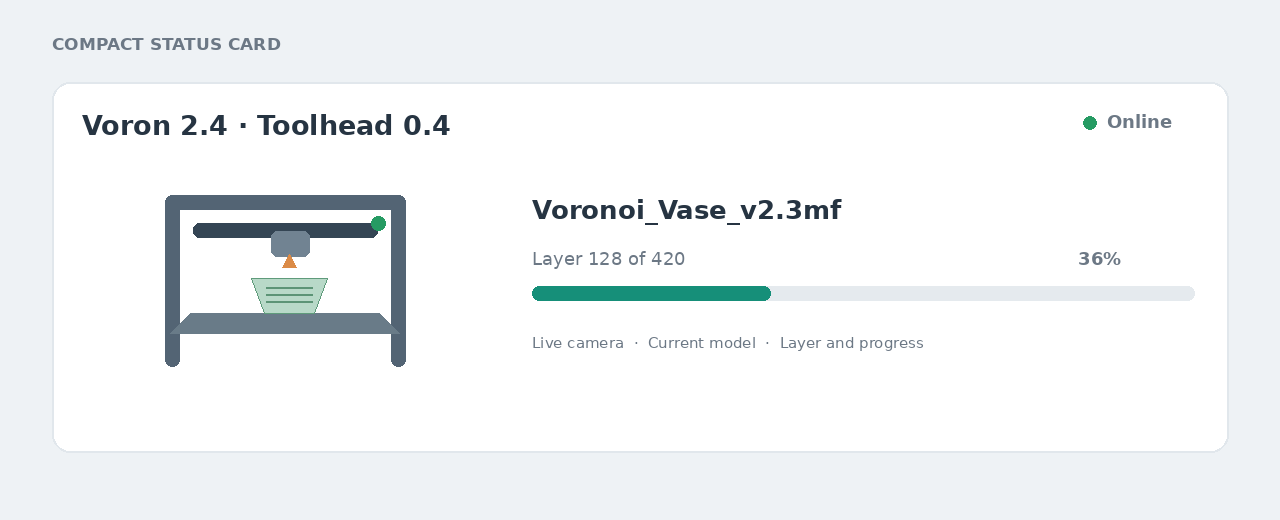 COMPACT STATUS CARD
Voron 2.4 · Toolhead 0.4
Online
Voronoi_Vase_v2.3mf
Layer 128 of 420
36%
Live camera · Current model · Layer and progress